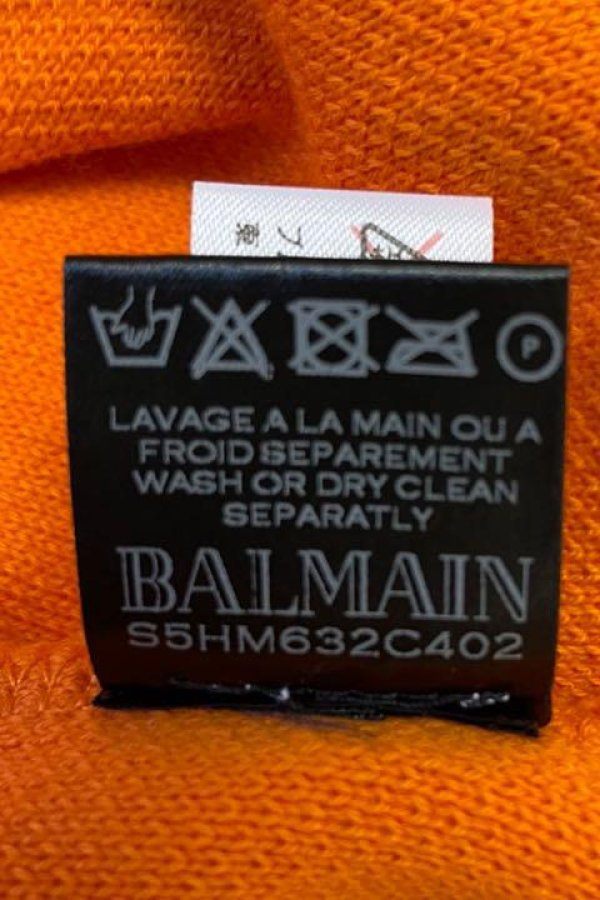 P
LAVAGE A LA MAIN OU A
FROID SEPAREMENT
WASH OR DRY CLEAN
SEPARATLY
BALMAIN
S5HM632C402